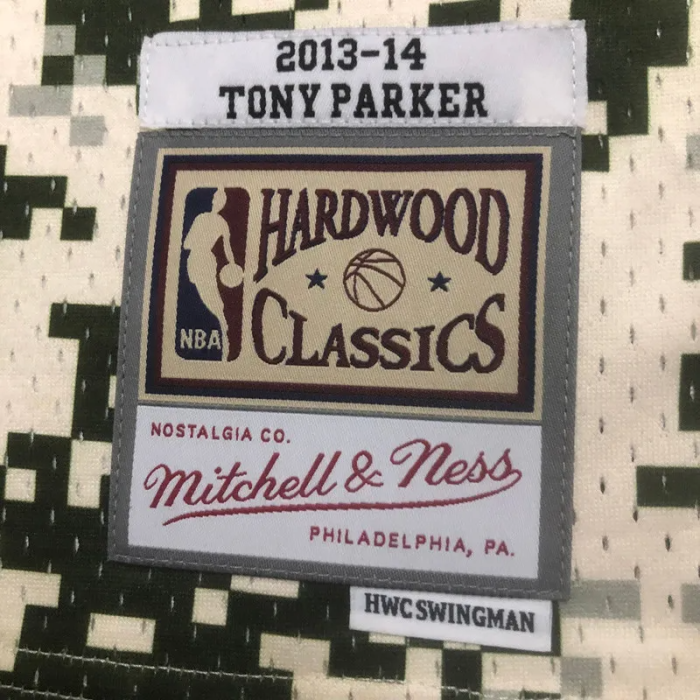 2013-14
TONY PARKER
HARDWOOD
CLASSICS
NBA
NOSTALGIA CO.
Mitchell & Ness
PHILADELPHIA, PA.
HWC SWINGMAN